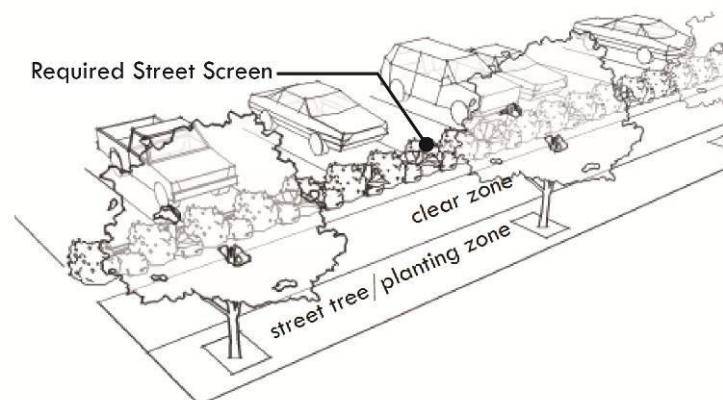 Required Street Screen
clear zone
street tree/planting zone